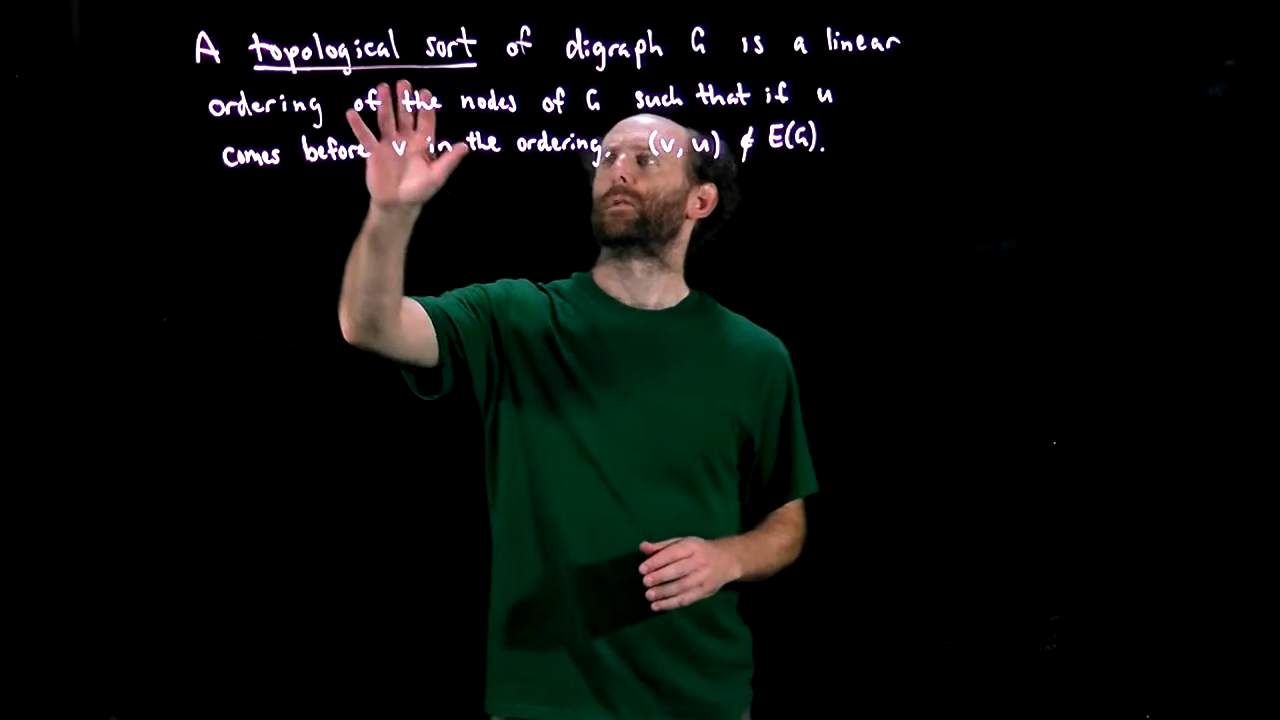 A topological sort of digraph G is a linear
ordering of the nodes of G such that if u
comes before v in the ordering, (v, u) ∉ E(G).